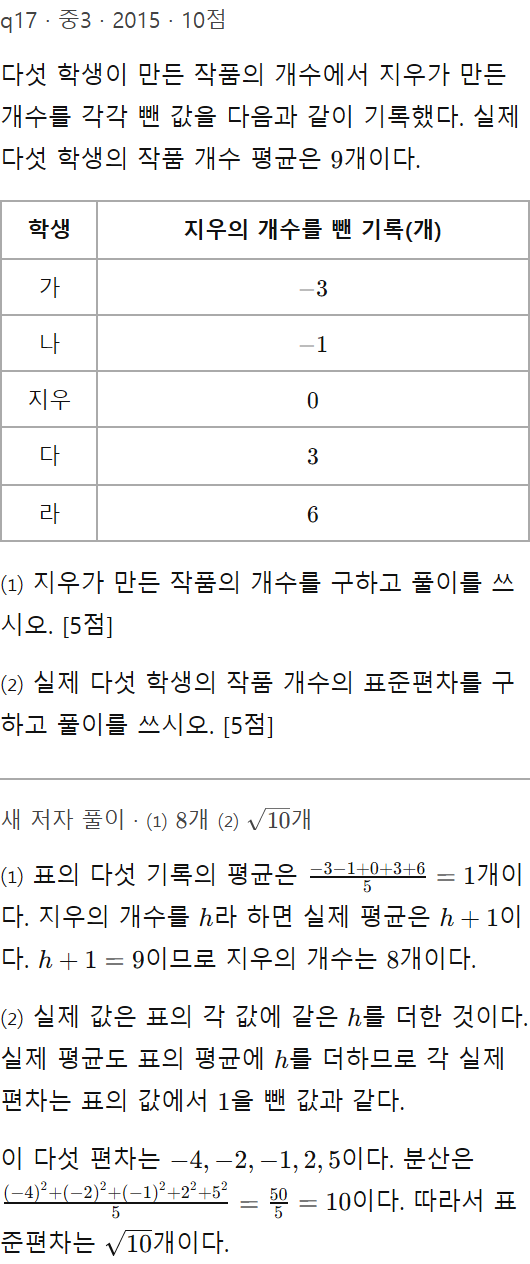 q17 · 중3 · 2015 · 10점
다섯 학생이 만든 작품의 개수에서 지우가 만든
개수를 각각 뺀 값을 다음과 같이 기록했다. 실제
다섯 학생의 작품 개수 평균은 9개이다.
학생 지우의 개수를 뺀 기록(개)
가 −3
나 −1
지우 0
다 3
라 6
⑴ 지우가 만든 작품의 개수를 구하고 풀이를 쓰
시오. [5점]
⑵ 실제 다섯 학생의 작품 개수의 표준편차를 구
하고 풀이를 쓰시오. [5점]
새 저자 풀이 · ⑴ 8개 ⑵ √10개
⑴ 표의 다섯 기록의 평균은 (−3−1+0+3+6)/5 = 1개이
다. 지우의 개수를 h라 하면 실제 평균은 h + 1이
다. h + 1 = 9이므로 지우의 개수는 8개이다.
⑵ 실제 값은 표의 각 값에 같은 h를 더한 것이다.
실제 평균도 표의 평균에 h를 더하므로 각 실제
편차는 표의 값에서 1을 뺀 값과 같다.
이 다섯 편차는 −4, −2, −1, 2, 5이다. 분산은
((−4)²+(−2)²+(−1)²+2²+5²)/5 = 50/5 = 10이다. 따라서 표
준편차는 √10개이다.